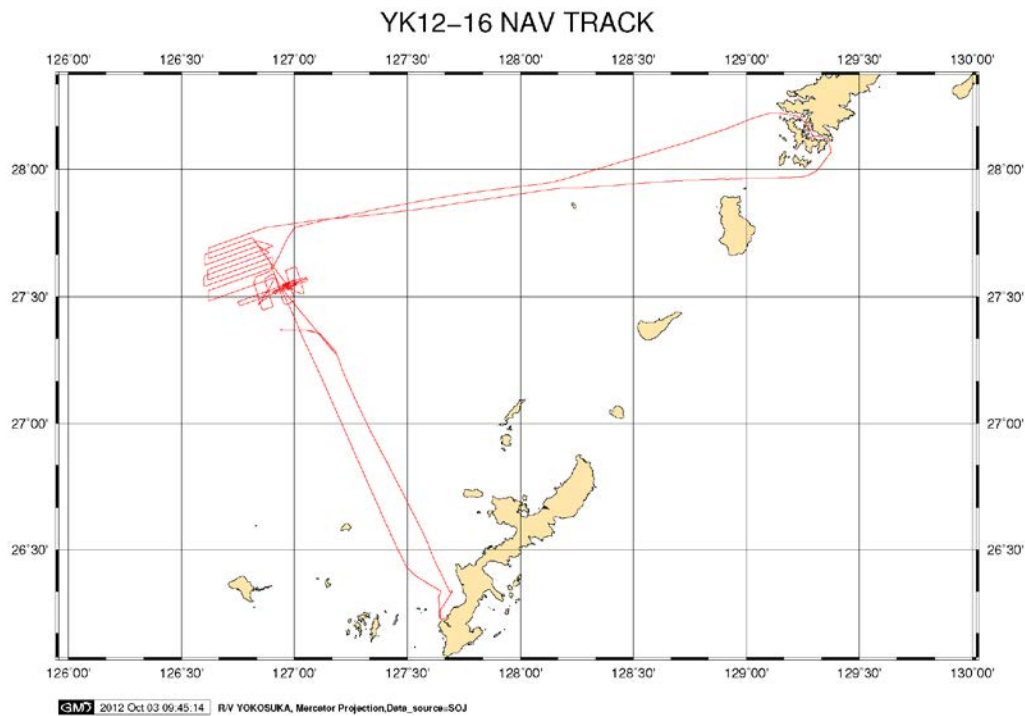 YK12-16 NAV TRACK
126°00' 126°30' 127°00' 127°30' 128°00' 128°30' 129°00' 129°30' 130°00'
28°00' 28°00'
27°30' 27°30'
27°00' 27°00'
26°30' 26°30'
126°00' 126°30' 127°00' 127°30' 128°00' 128°30' 129°00' 129°30' 130°00'
GMT 2012 Oct 03 09:45:14 R/V YOKOSUKA, Mercator Projection,Data_source=SOJ